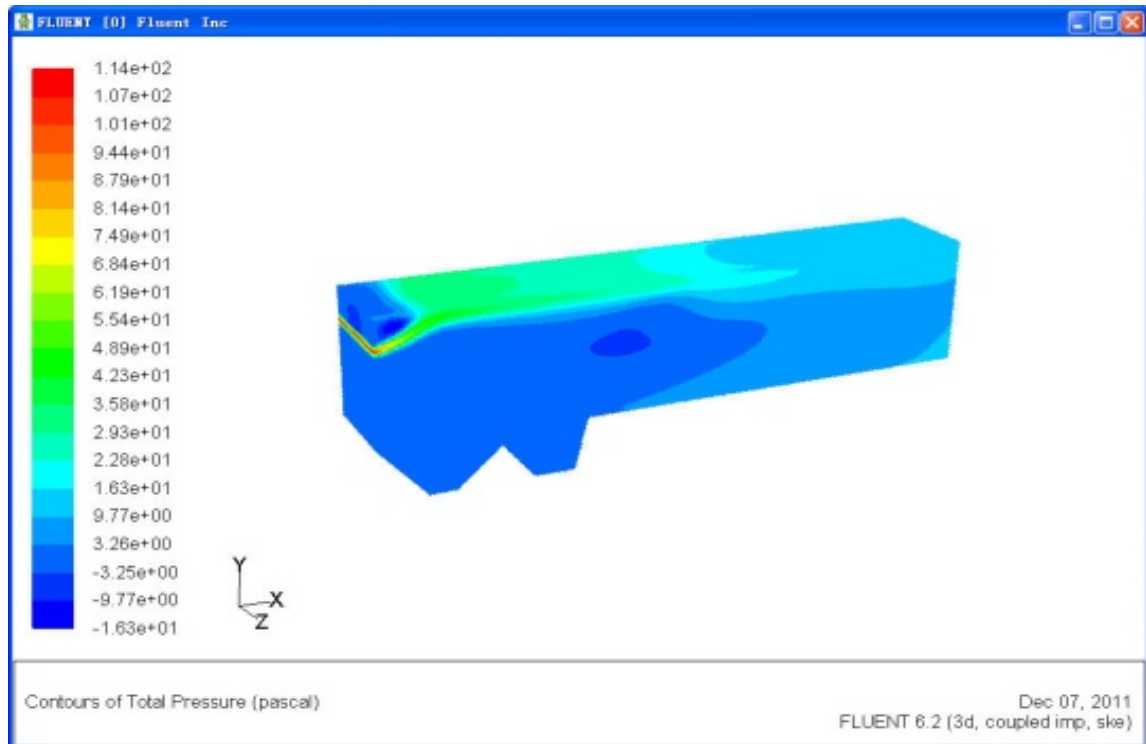 FLUENT [0] Fluent Inc
1.14e+02
1.07e+02
1.01e+02
9.44e+01
8.79e+01
8.14e+01
7.49e+01
6.84e+01
6.19e+01
5.54e+01
4.89e+01
4.23e+01
3.58e+01
2.93e+01
2.28e+01
1.63e+01
9.77e+00
3.26e+00
-3.25e+00
-9.77e+00
-1.63e+01
Y
X
Z
Contours of Total Pressure (pascal)
Dec 07, 2011
FLUENT 6.2 (3d, coupled imp, ske)